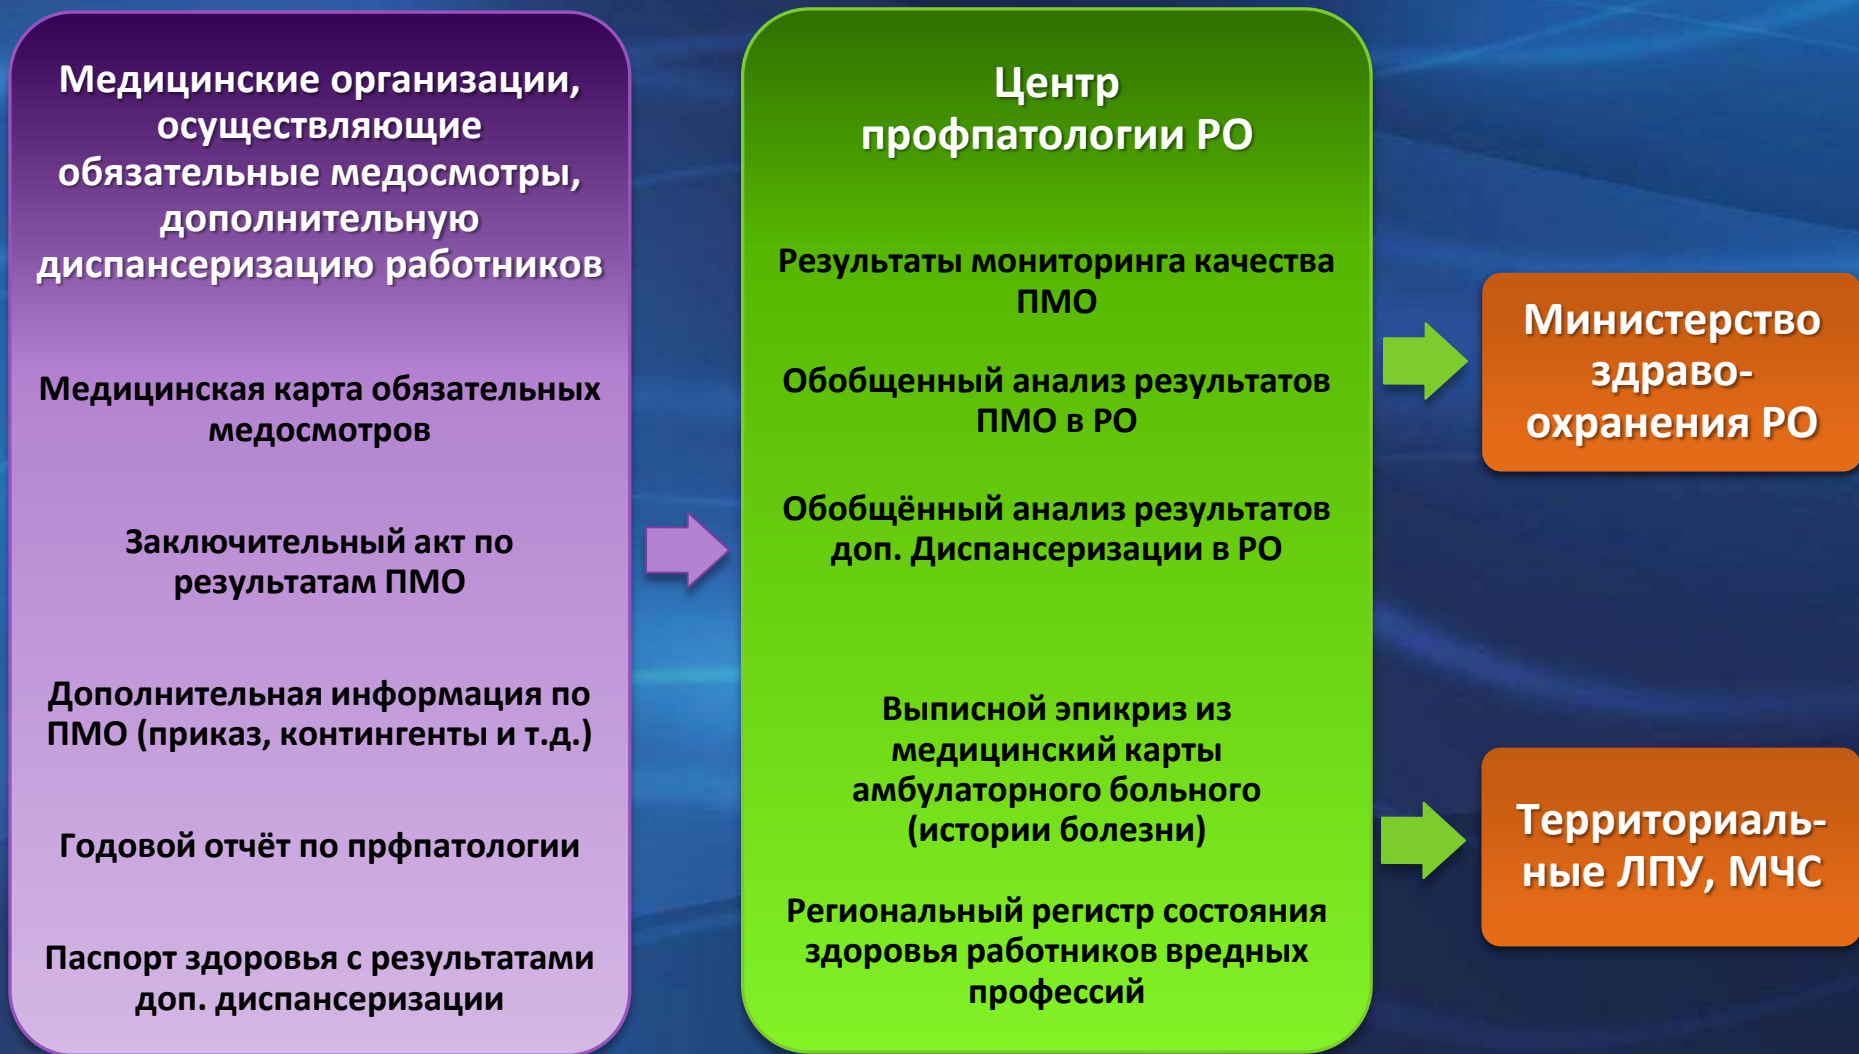 Медицинские организации,
осуществляющие
обязательные медосмотры,
дополнительную
диспансеризацию работников
Медицинская карта обязательных
медосмотров
Заключительный акт по
результатам ПМО
Дополнительная информация по
ПМО (приказ, контингенты и т.д.)
Годовой отчёт по прфпатологии
Паспорт здоровья с результатами
доп. диспансеризации
Центр
профпатологии РО
Результаты мониторинга качества
ПМО
Обобщенный анализ результатов
ПМО в РО
Обобщённый анализ результатов
доп. Диспансеризации в РО
Выписной эпикриз из
медицинский карты
амбулаторного больного
(истории болезни)
Региональный регистр состояния
здоровья работников вредных
профессий
Министерство
здраво-
охранения РО
Территориаль-
ные ЛПУ, МЧС